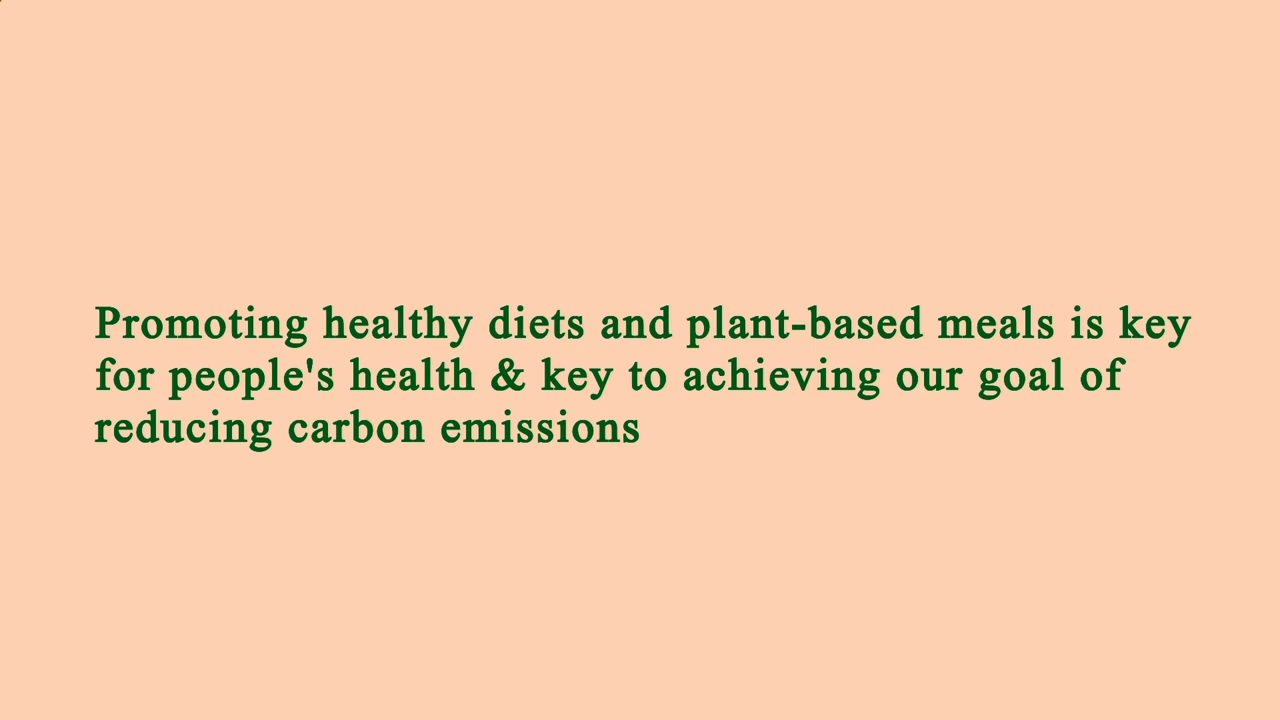 Promoting healthy diets and plant-based meals is key
for people's health & key to achieving our goal of
reducing carbon emissions